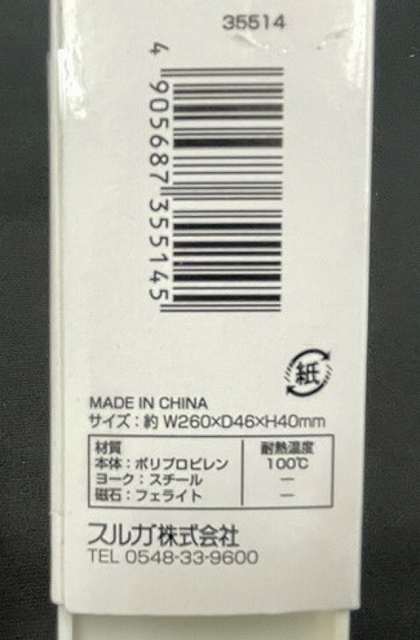 35514
4 905687 355145
紙
MADE IN CHINA
サイズ：約 W260×D46×H40mm
材質 耐熱温度
本体：ポリプロピレン 100℃
ヨーク：スチール ―
磁石：フェライト ―
スルガ株式会社
TEL 0548-33-9600